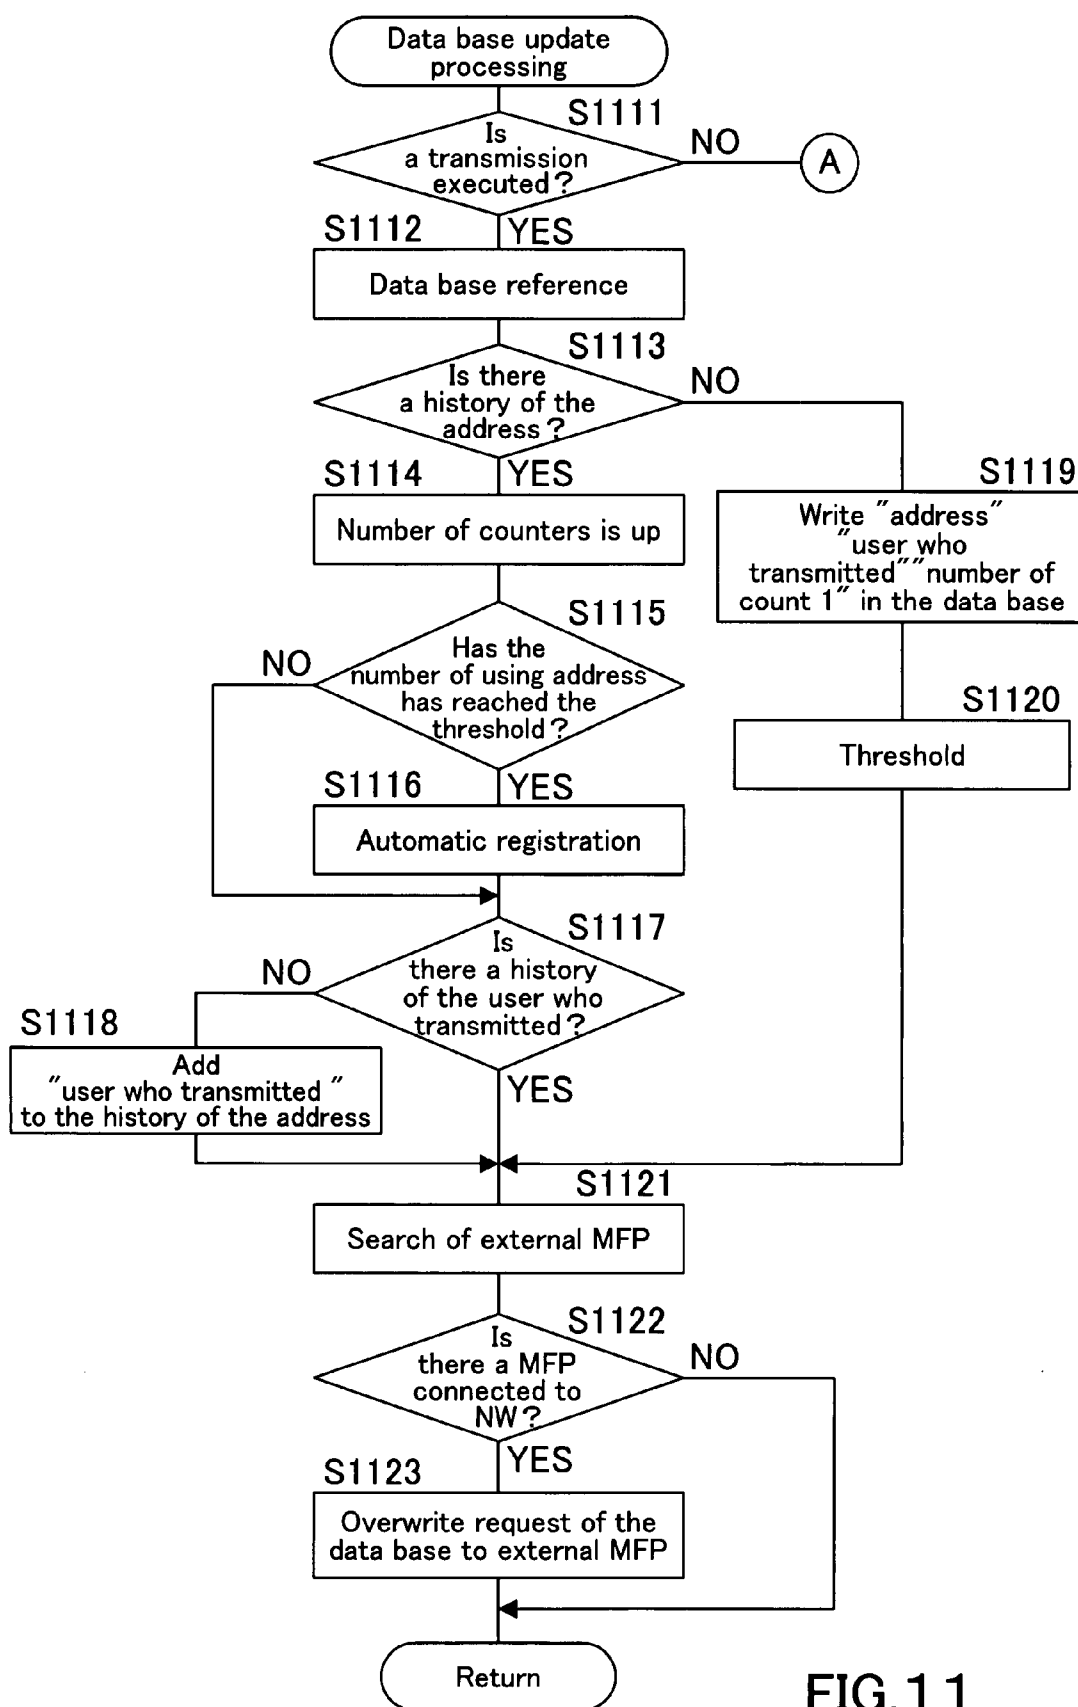 Data base update
processing
S1111
Is
a transmission
executed?
NO
A
S1112
YES
Data base reference
S1113
Is there
a history of the
address?
NO
S1114
YES
Number of counters is up
S1119
Write "address"
"user who
transmitted""number of
count 1" in the data base
S1115
Has the
number of using address
has reached the
threshold?
NO
S1120
Threshold
S1116
YES
Automatic registration
S1117
Is
there a history
of the user who
transmitted?
NO
S1118
Add
"user who transmitted "
to the history of the address
YES
S1121
Search of external MFP
S1122
Is
there a MFP
connected to
NW?
NO
YES
S1123
Overwrite request of the
data base to external MFP
Return
FIG.11